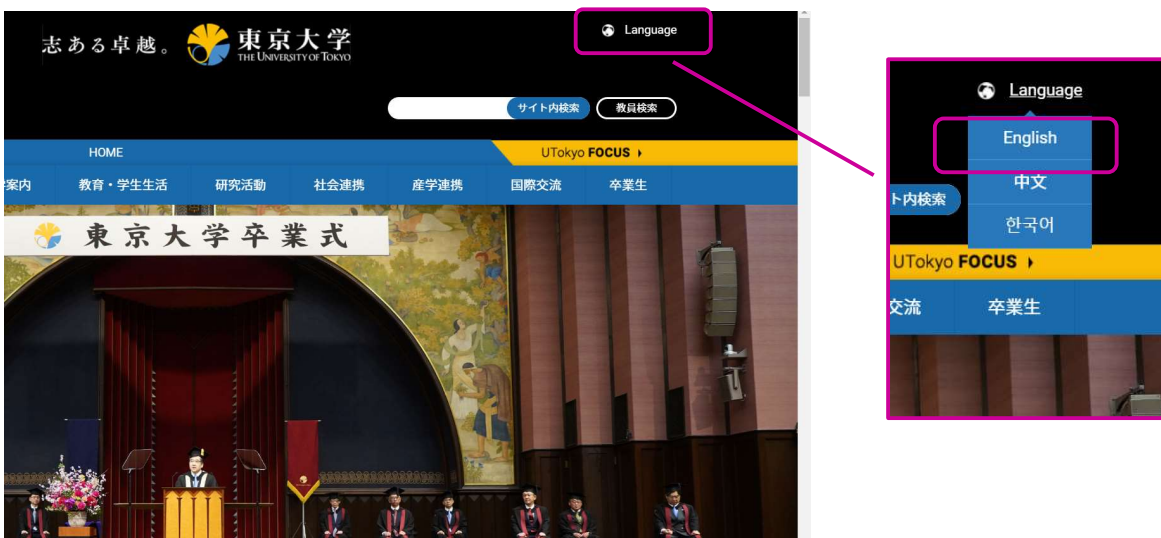 志ある卓越。
東京大学
THE UNIVERSITY OF TOKYO
Language
サイト内検索
教員検索
HOME
UTokyo FOCUS
案内
教育・学生生活
研究活動
社会連携
産学連携
国際交流
卒業生
東京大学卒業式
Language
English
中文
한국어
ト内検索
UTokyo FOCUS
交流
卒業生